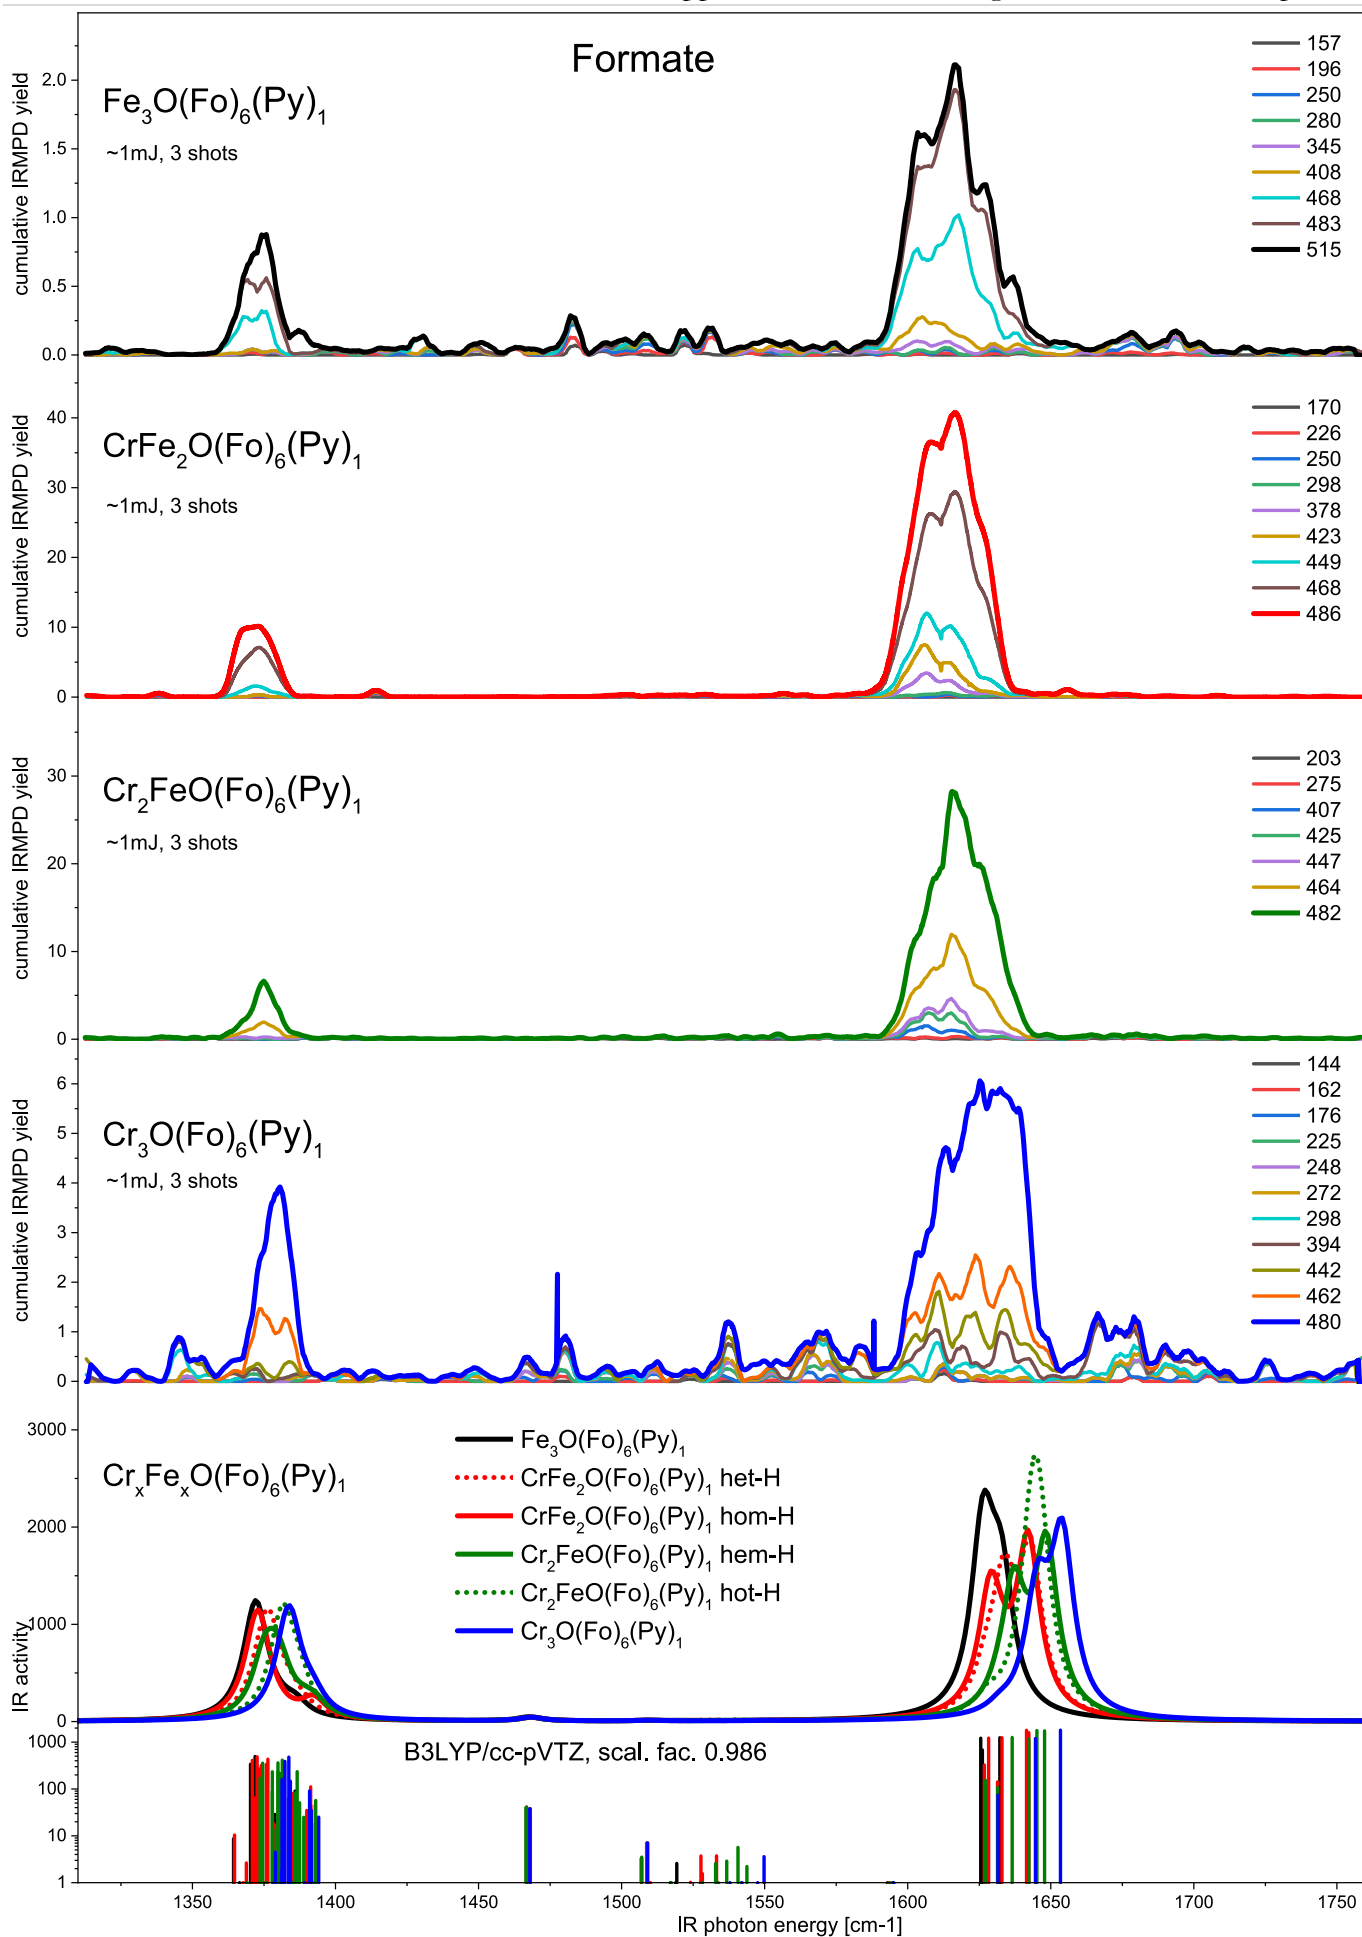 Formate
Fe3O(Fo)6(Py)1
~1mJ, 3 shots
cumulative IRMPD yield
2.0
1.5
1.0
0.5
0.0
157
196
250
280
345
408
468
483
515
CrFe2O(Fo)6(Py)1
~1mJ, 3 shots
cumulative IRMPD yield
40
30
20
10
0
170
226
250
298
378
423
449
468
486
Cr2FeO(Fo)6(Py)1
~1mJ, 3 shots
cumulative IRMPD yield
30
20
10
0
203
275
407
425
447
464
482
Cr3O(Fo)6(Py)1
~1mJ, 3 shots
cumulative IRMPD yield
6
5
4
3
2
1
0
144
162
176
225
248
272
298
394
442
462
480
CrxFexO(Fo)6(Py)1
IR activity
3000
2000
1000
0
Fe3O(Fo)6(Py)1
CrFe2O(Fo)6(Py)1 het-H
CrFe2O(Fo)6(Py)1 hom-H
Cr2FeO(Fo)6(Py)1 hem-H
Cr2FeO(Fo)6(Py)1 hot-H
Cr3O(Fo)6(Py)1
B3LYP/cc-pVTZ, scal. fac. 0.986
1000
100
10
1
1350 1400 1450 1500 1550 1600 1650 1700 1750
IR photon energy [cm-1]